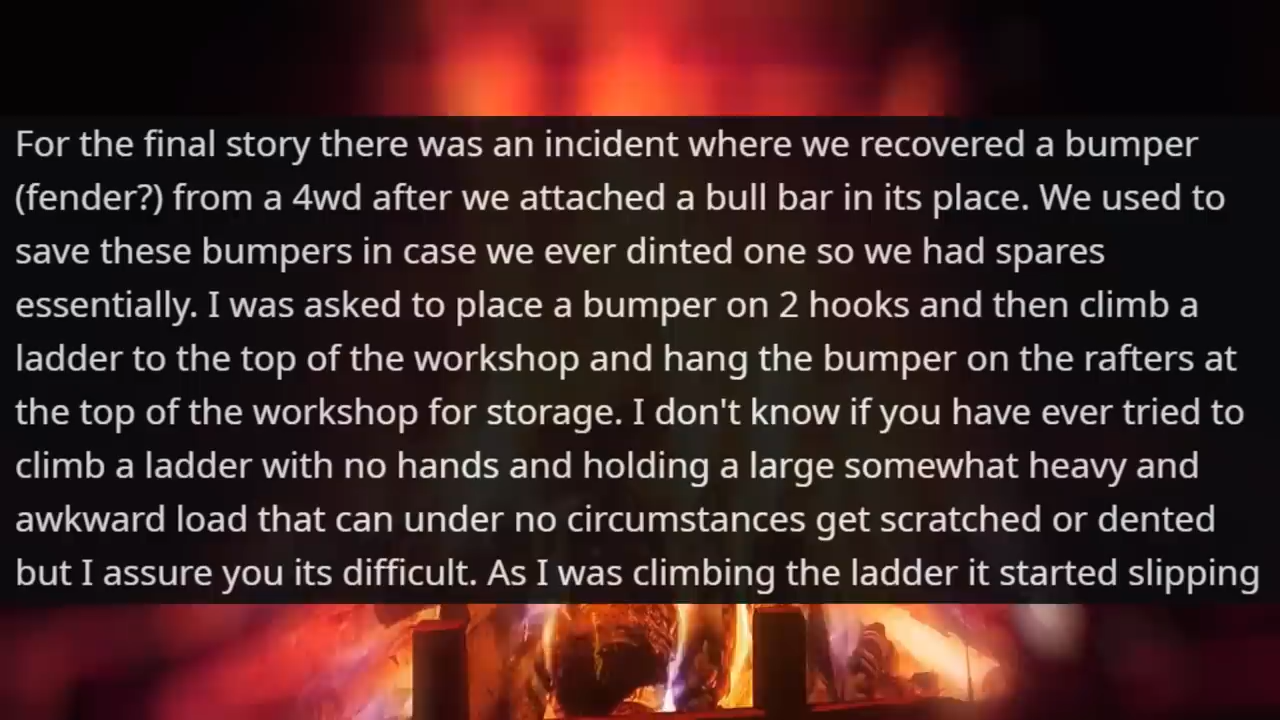 For the final story there was an incident where we recovered a bumper
(fender?) from a 4wd after we attached a bull bar in its place. We used to
save these bumpers in case we ever dinted one so we had spares
essentially. I was asked to place a bumper on 2 hooks and then climb a
ladder to the top of the workshop and hang the bumper on the rafters at
the top of the workshop for storage. I don't know if you have ever tried to
climb a ladder with no hands and holding a large somewhat heavy and
awkward load that can under no circumstances get scratched or dented
but I assure you its difficult. As I was climbing the ladder it started slipping